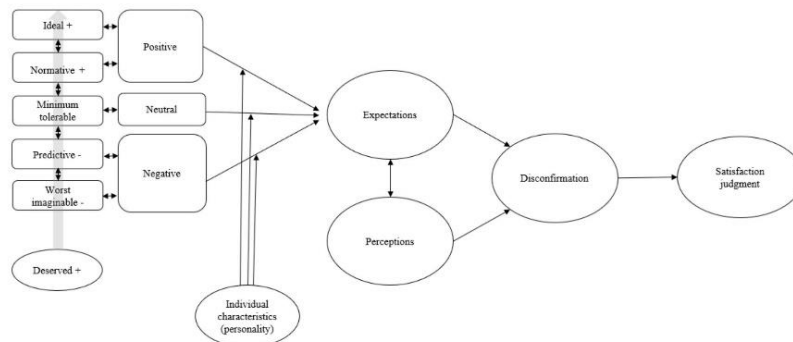 Ideal +
Positive
Normative +
Minimum
tolerable
Neutral
Predictive -
Negative
Worst
imaginable -
Deserved +
Individual
characteristics
(personality)
Expectations
Perceptions
Disconfirmation
Satisfaction
judgment